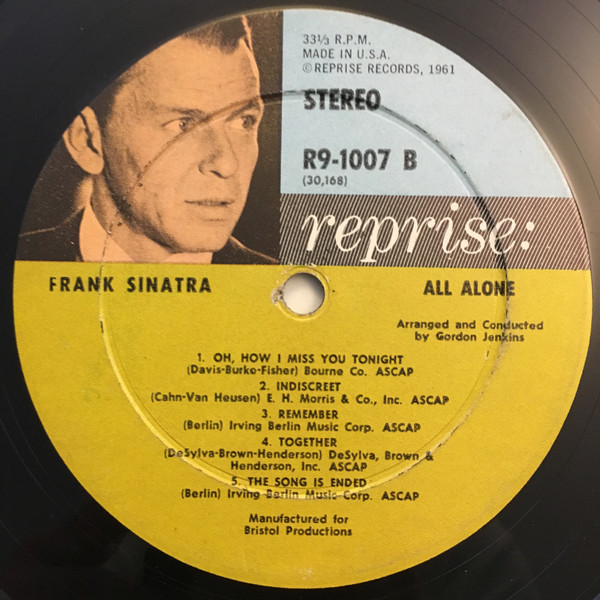 33⅓ R.P.M.
MADE IN U.S.A.
©REPRISE RECORDS, 1961
STEREO
R9-1007 B
(30,168)
reprise:
FRANK SINATRA
ALL ALONE
Arranged and Conducted
by Gordon Jenkins
1. OH, HOW I MISS YOU TONIGHT
(Davis-Burke-Fisher) Bourne Co. ASCAP
2. INDISCREET
(Cahn-Van Heusen) E. H. Morris & Co., Inc. ASCAP
3. REMEMBER
(Berlin) Irving Berlin Music Corp. ASCAP
4. TOGETHER
(DeSylva-Brown-Henderson) DeSylva, Brown &
Henderson, Inc. ASCAP
5. THE SONG IS ENDED
(Berlin) Irving Berlin Music Corp. ASCAP
Manufactured for
Bristol Productions